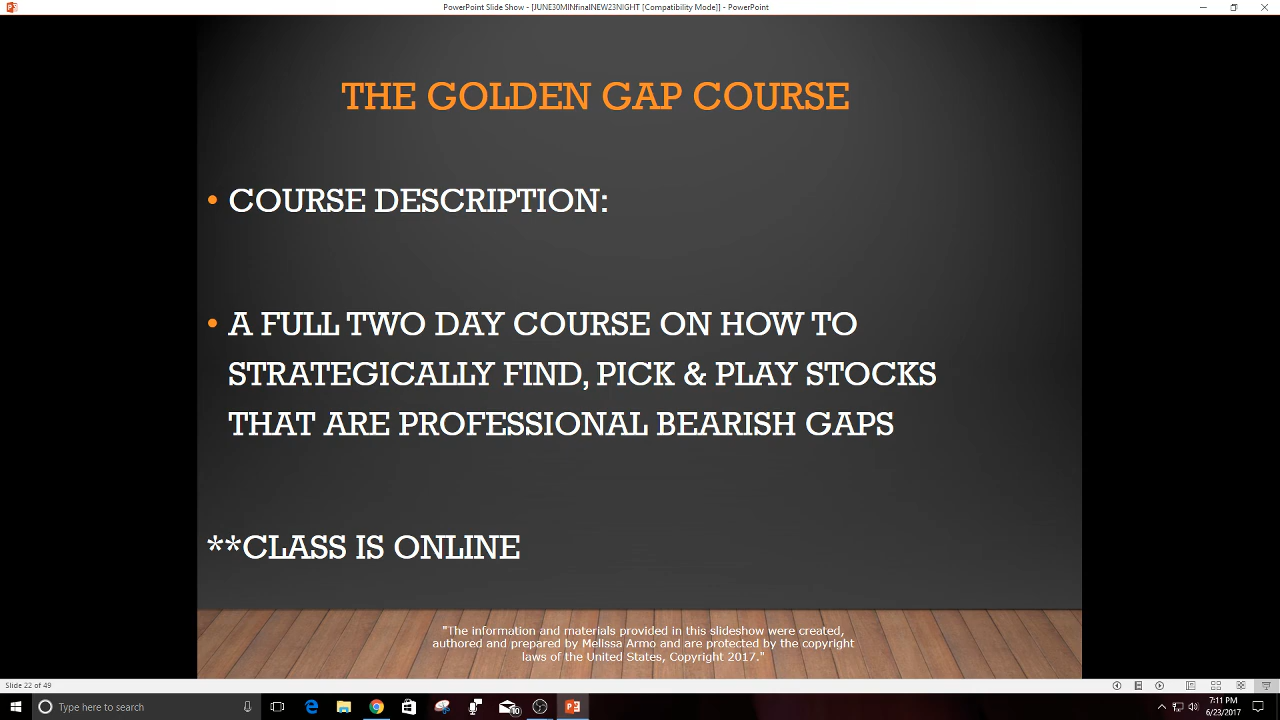 PowerPoint Slide Show - [JUNE30MINfinalNEW23NIGHT [Compatibility Mode]] - PowerPoint
THE GOLDEN GAP COURSE
• COURSE DESCRIPTION:
• A FULL TWO DAY COURSE ON HOW TO
STRATEGICALLY FIND, PICK & PLAY STOCKS
THAT ARE PROFESSIONAL BEARISH GAPS
**CLASS IS ONLINE
"The information and materials provided in this slideshow were created,
authored and prepared by Melissa Armo and are protected by the copyright
laws of the United States, Copyright 2017."
Slide 22 of 49
Type here to search
10
7:11 PM
6/23/2017